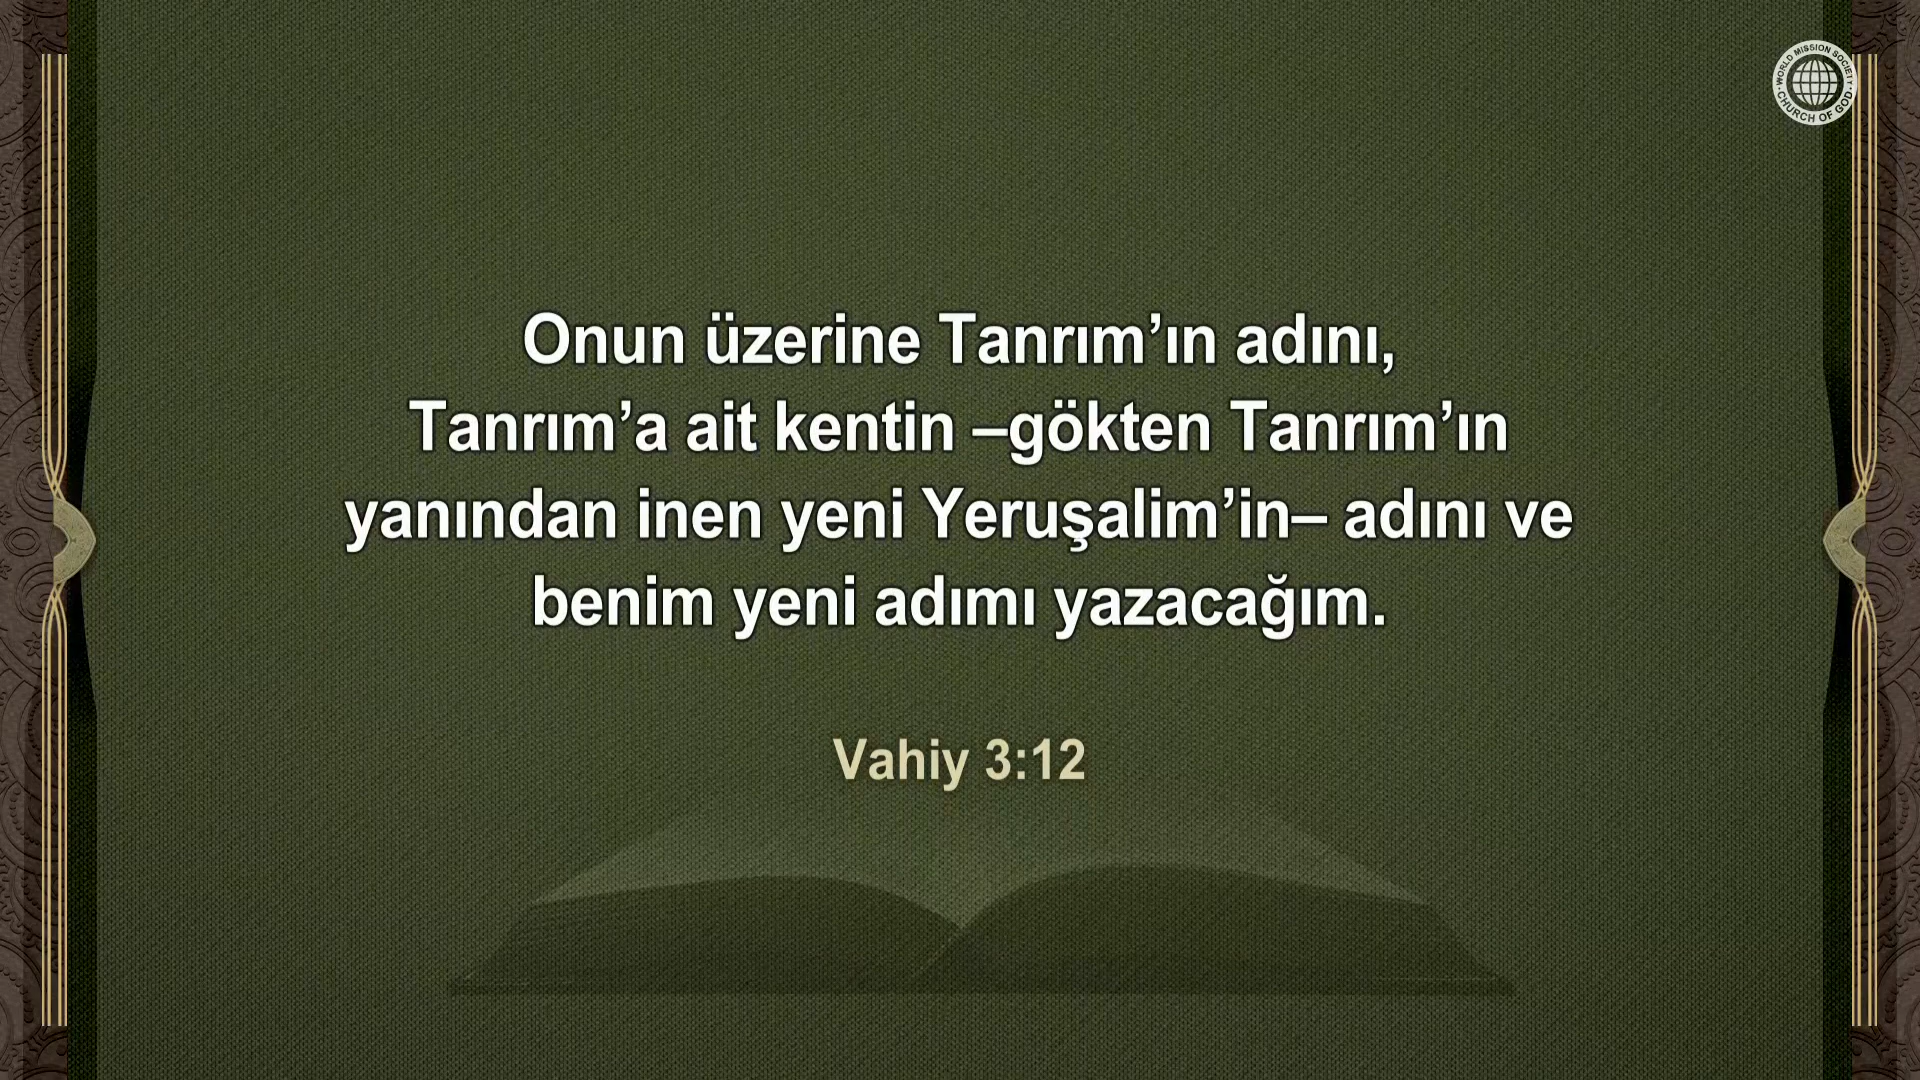 WORLD MISSION SOCIETY
CHURCH OF GOD
Onun üzerine Tanrım’ın adını,
Tanrım’a ait kentin –gökten Tanrım’ın
yanından inen yeni Yeruşalim’in– adını ve
benim yeni adımı yazacağım.
Vahiy 3:12